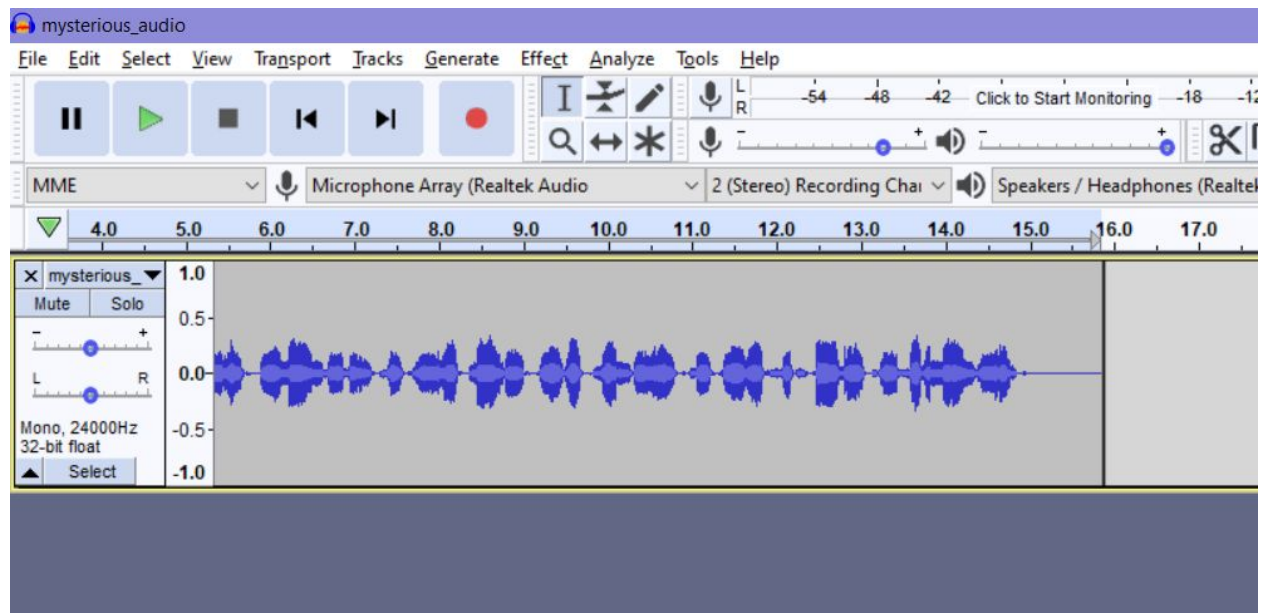 mysterious_audio
File Edit Select View Transport Tracks Generate Effect Analyze Tools Help
L
R
-54 -48 -42 Click to Start Monitoring -18 -12
- +
- +
MME Microphone Array (Realtek Audio 2 (Stereo) Recording Chai Speakers / Headphones (Realtek
4.0 5.0 6.0 7.0 8.0 9.0 10.0 11.0 12.0 13.0 14.0 15.0 16.0 17.0
mysterious_ 1.0
Mute Solo
0.5
- +
L R 0.0
Mono, 24000Hz -0.5
32-bit float
Select -1.0